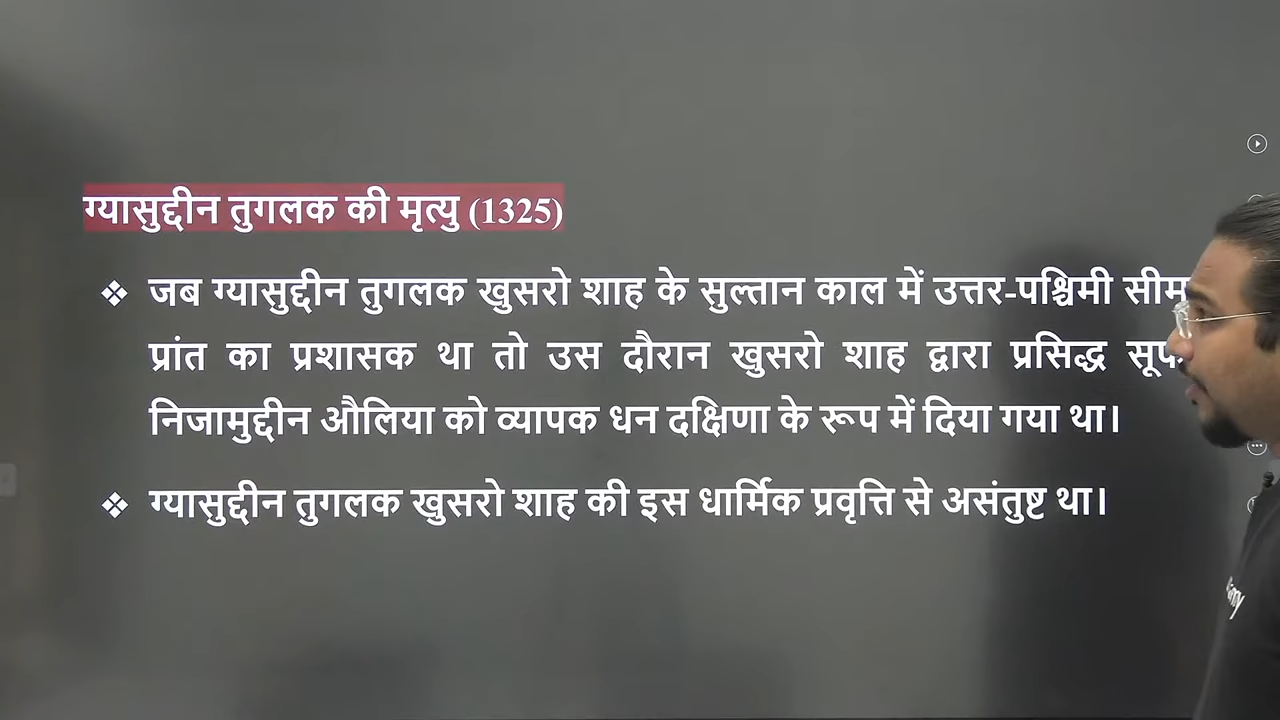 ग्यासुद्दीन तुगलक की मृत्यु (1325)
❖ जब ग्यासुद्दीन तुगलक खुसरो शाह के सुल्तान काल में उत्तर-पश्चिमी
प्रांत का प्रशासक था तो उस दौरान खुसरो शाह द्वारा प्रसिद्ध
निजामुद्दीन औलिया को व्यापक धन दक्षिणा के रूप में दिया गया था।
❖ ग्यासुद्दीन तुगलक खुसरो शाह की इस धार्मिक प्रवृत्ति से असंतुष्ट था।